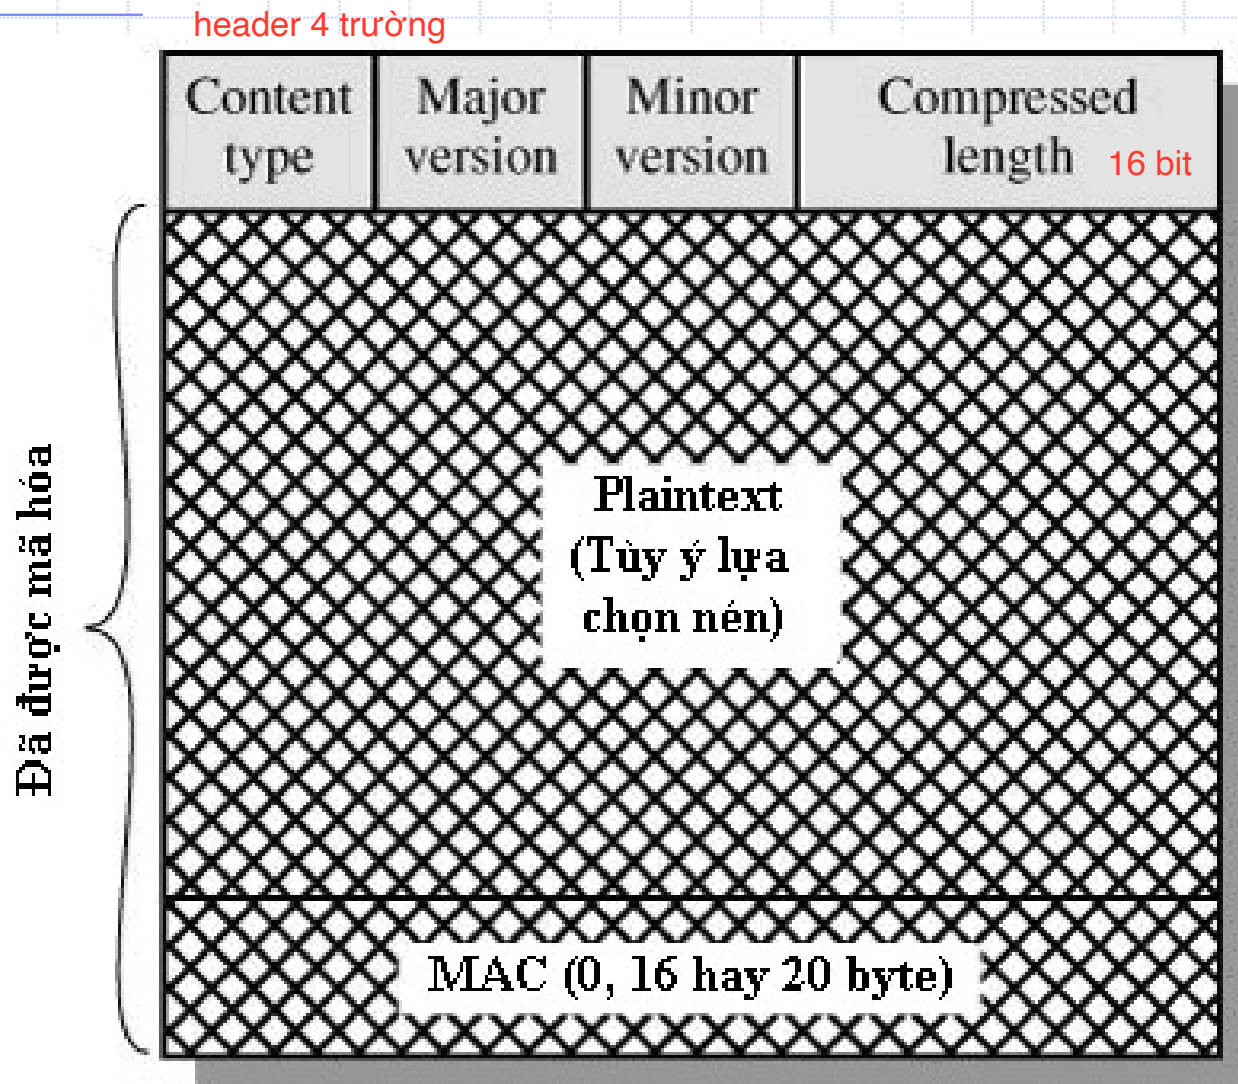 header 4 trường
Content type
Major version
Minor version
Compressed length 16 bit
Đã được mã hóa
Plaintext
(Tùy ý lựa
chọn nén)
MAC (0, 16 hay 20 byte)